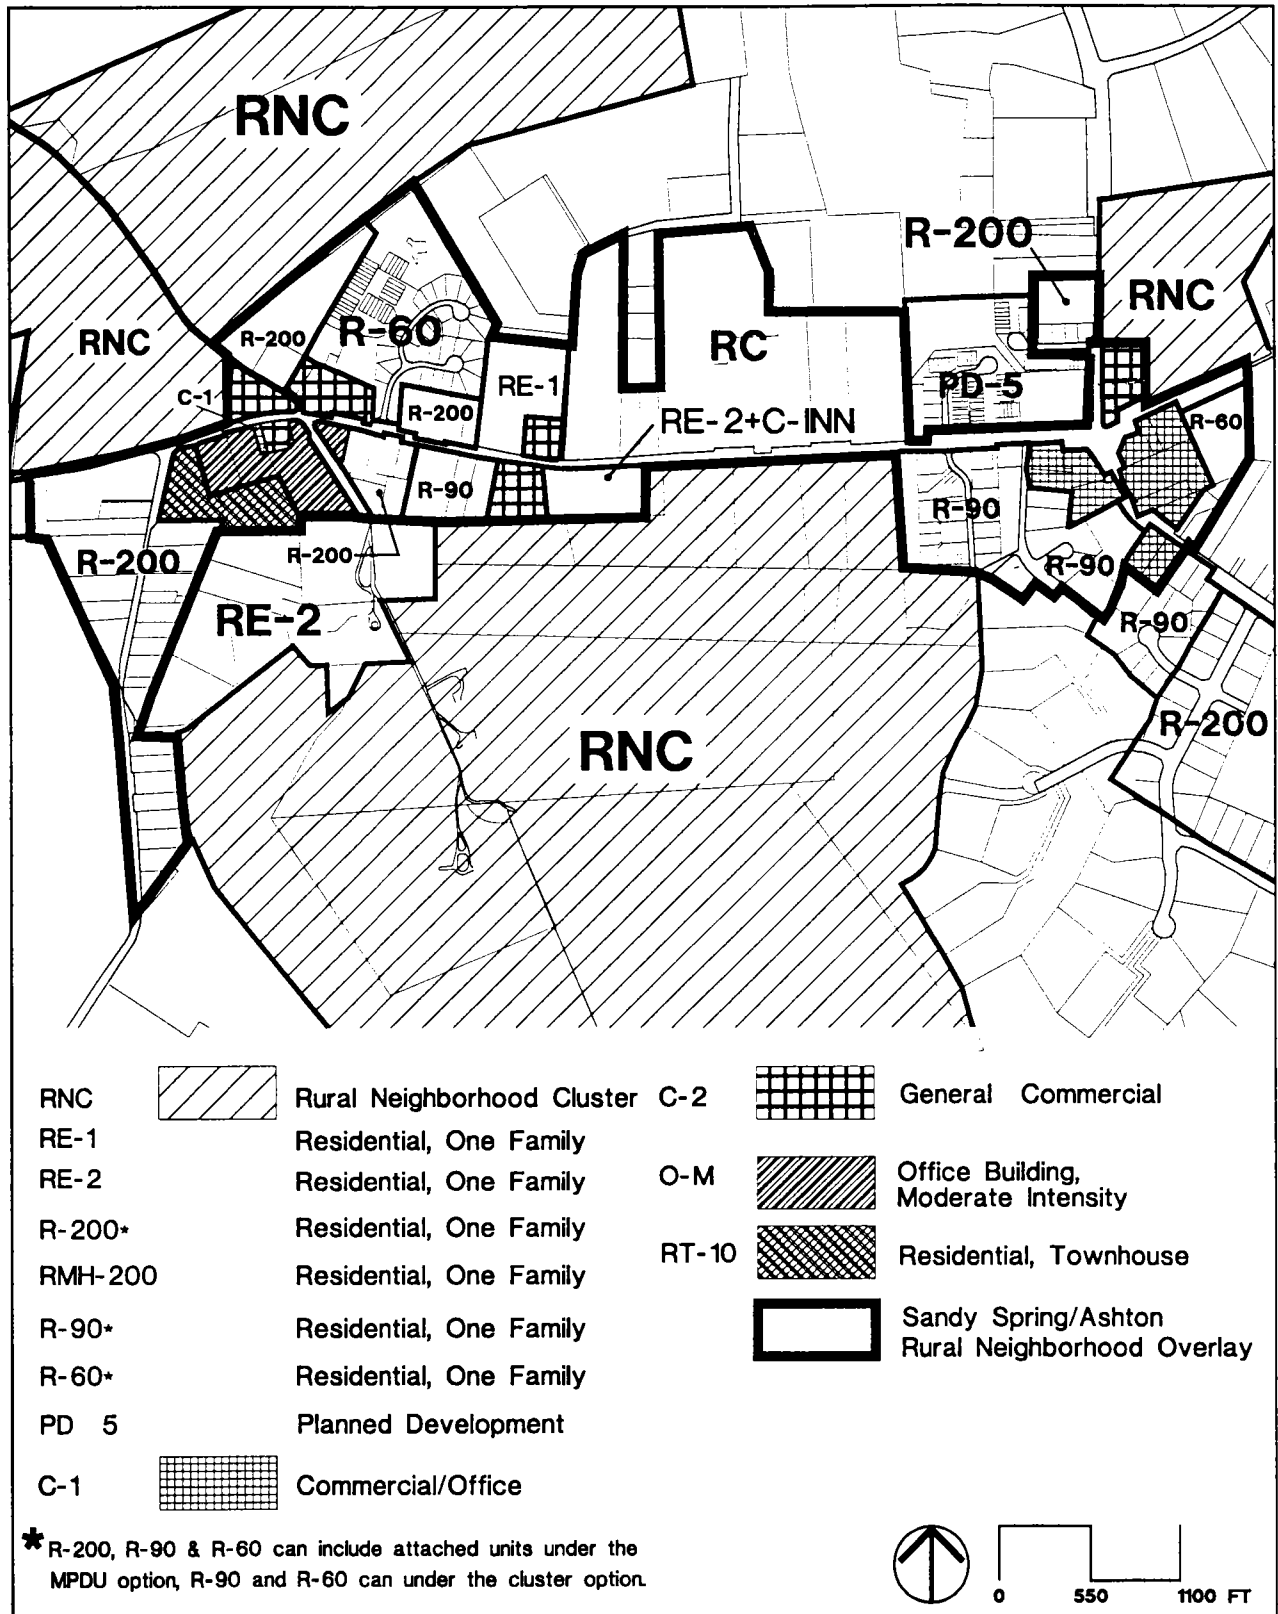 RNC
R-200
RNC
RNC
R-200
R-60
RC
C-1
RE-1
PD-5
R-200
RE-2+C-INN
R-60
R-90
R-90
R-200
R-200
R-90
RE-2
R-90
RNC
R-200
RNC Rural Neighborhood Cluster
RE-1 Residential, One Family
RE-2 Residential, One Family
R-200* Residential, One Family
RMH-200 Residential, One Family
R-90* Residential, One Family
R-60* Residential, One Family
PD 5 Planned Development
C-1 Commercial/Office
C-2 General Commercial
O-M Office Building,
Moderate Intensity
RT-10 Residential, Townhouse
Sandy Spring/Ashton
Rural Neighborhood Overlay
* R-200, R-90 & R-60 can include attached units under the
MPDU option, R-90 and R-60 can under the cluster option.
0 550 1100 FT